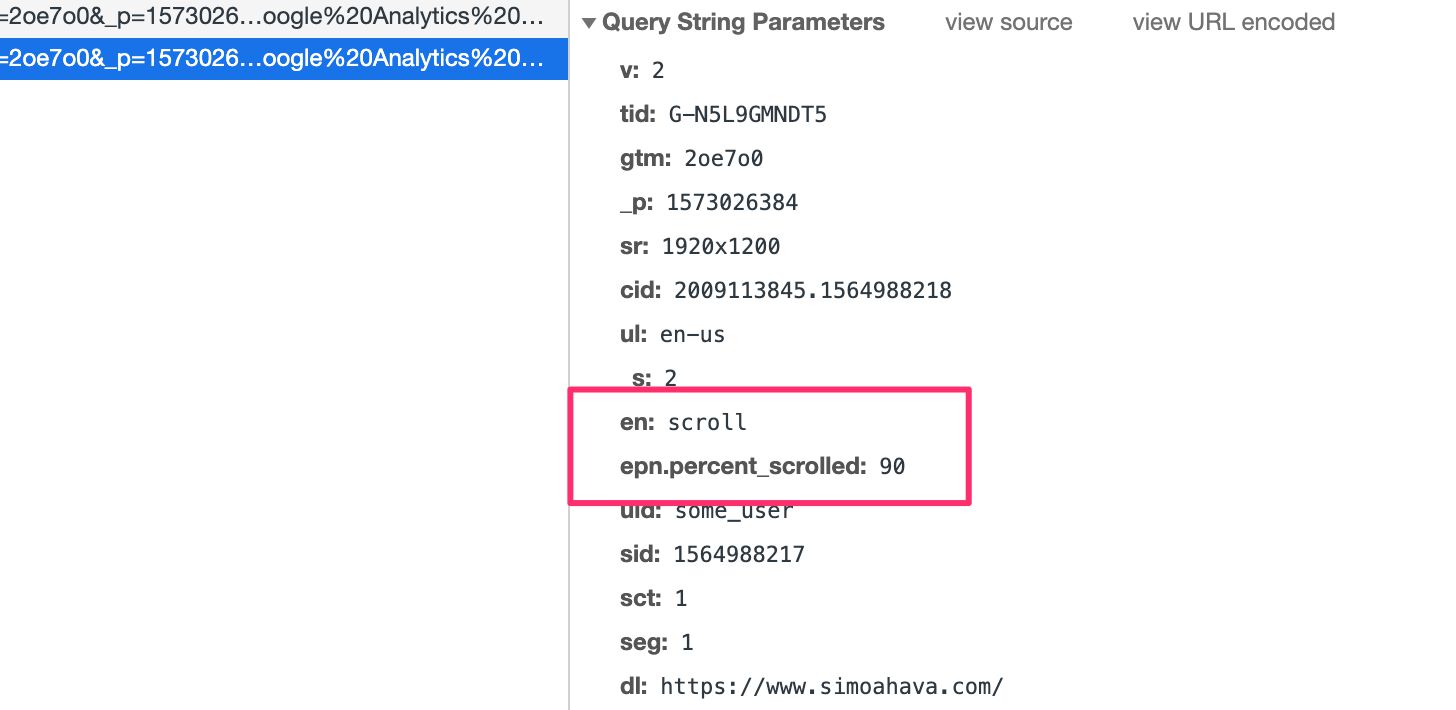 =2oe7o0&_p=1573026...oogle%20Analytics%20...
=2oe7o0&_p=1573026...oogle%20Analytics%20...
Query String Parameters view source view URL encoded
v: 2
tid: G-N5L9GMNDT5
gtm: 2oe7o0
_p: 1573026384
sr: 1920x1200
cid: 2009113845.1564988218
ul: en-us
_s: 2
en: scroll
epn.percent_scrolled: 90
uid: some_user
sid: 1564988217
sct: 1
seg: 1
dl: https://www.simoahava.com/